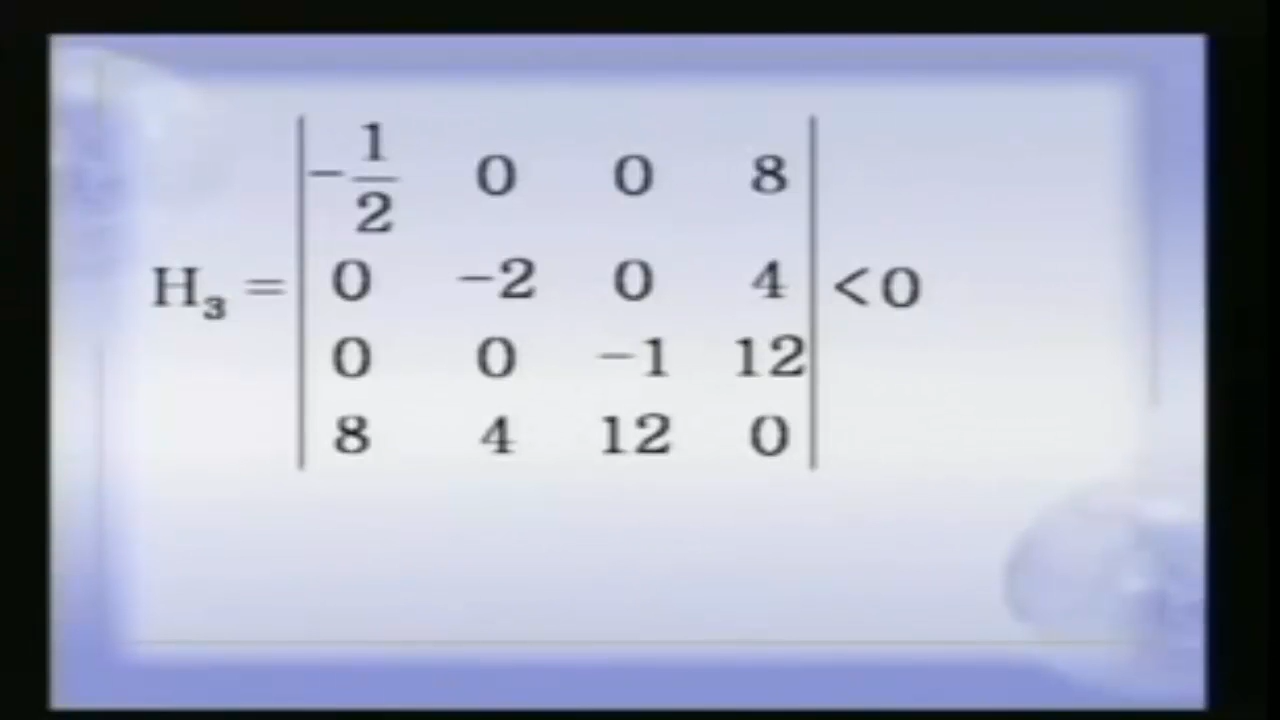 H₃ = | -1/2 0 0 8 |
| 0 -2 0 4 | < 0
| 0 0 -1 12 |
| 8 4 12 0 |